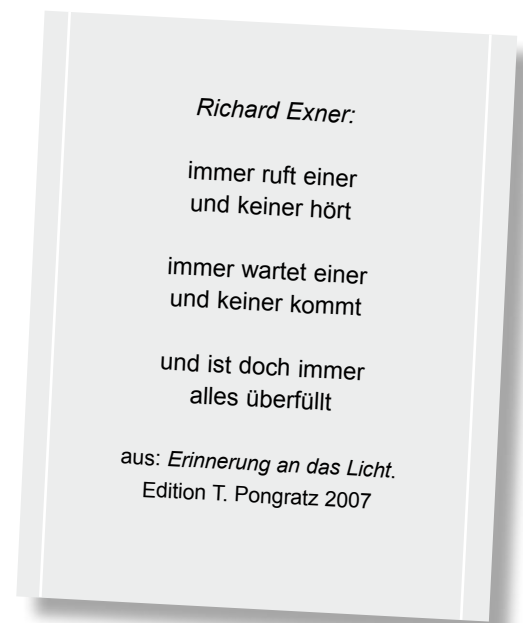 Richard Exner:
immer ruft einer
und keiner hört
immer wartet einer
und keiner kommt
und ist doch immer
alles überfüllt
aus: Erinnerung an das Licht.
Edition T. Pongratz 2007